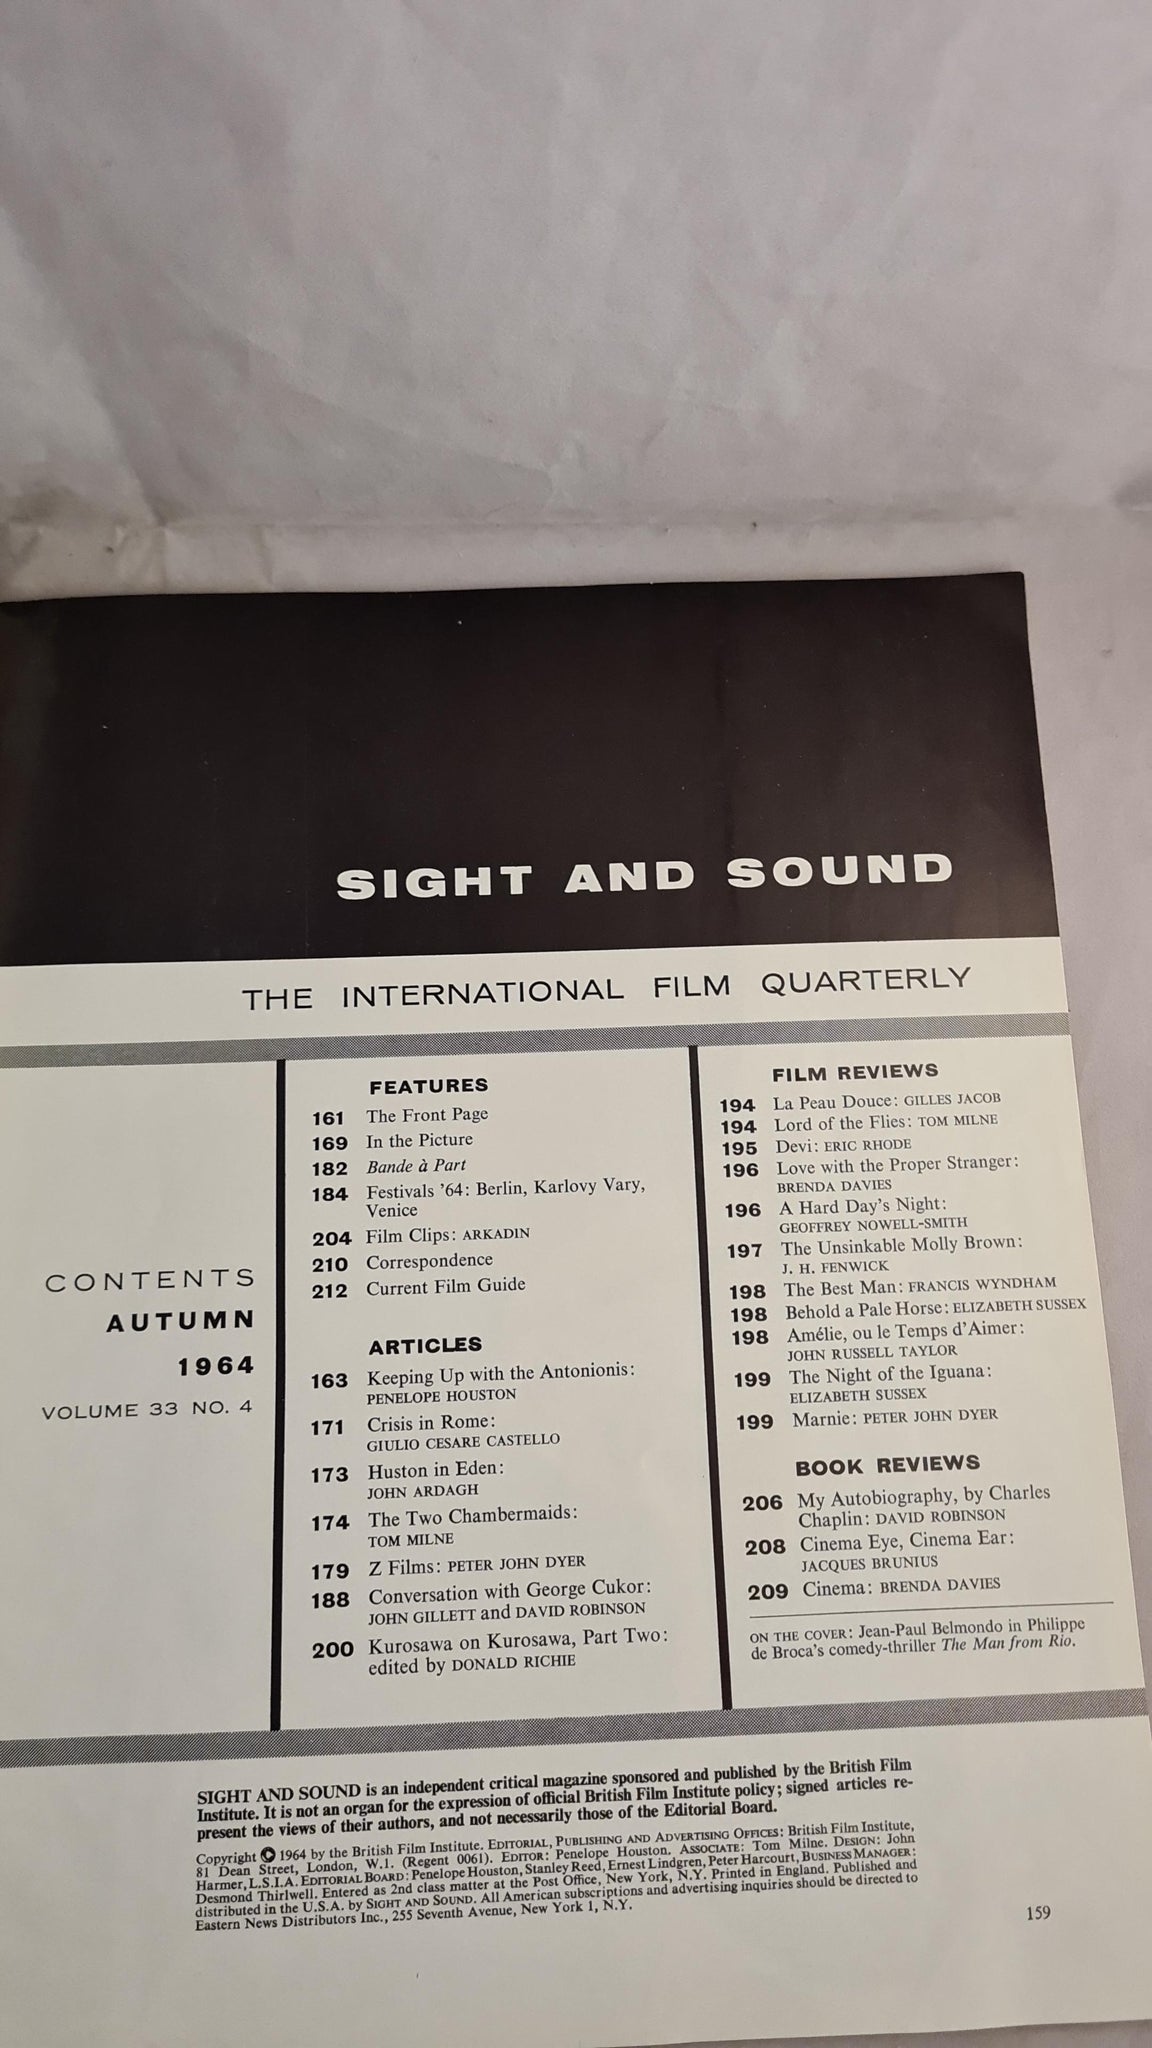 SIGHT AND SOUND
THE INTERNATIONAL FILM QUARTERLY
CONTENTS
AUTUMN
1964
VOLUME 33 NO. 4
FEATURES
161 The Front Page
169 In the Picture
182 Bande à Part
184 Festivals '64: Berlin, Karlovy Vary,
Venice
204 Film Clips: ARKADIN
210 Correspondence
212 Current Film Guide
ARTICLES
163 Keeping Up with the Antonionis:
PENELOPE HOUSTON
171 Crisis in Rome:
GIULIO CESARE CASTELLO
173 Huston in Eden:
JOHN ARDAGH
174 The Two Chambermaids:
TOM MILNE
179 Z Films: PETER JOHN DYER
188 Conversation with George Cukor:
JOHN GILLETT and DAVID ROBINSON
200 Kurosawa on Kurosawa, Part Two:
edited by DONALD RICHIE
FILM REVIEWS
194 La Peau Douce: GILLES JACOB
194 Lord of the Flies: TOM MILNE
195 Devi: ERIC RHODE
196 Love with the Proper Stranger:
BRENDA DAVIES
196 A Hard Day's Night:
GEOFFREY NOWELL-SMITH
197 The Unsinkable Molly Brown:
J. H. FENWICK
198 The Best Man: FRANCIS WYNDHAM
198 Behold a Pale Horse: ELIZABETH SUSSEX
198 Amélie, ou le Temps d'Aimer:
JOHN RUSSELL TAYLOR
199 The Night of the Iguana:
ELIZABETH SUSSEX
199 Marnie: PETER JOHN DYER
BOOK REVIEWS
206 My Autobiography, by Charles
Chaplin: DAVID ROBINSON
208 Cinema Eye, Cinema Ear:
JACQUES BRUNIUS
209 Cinema: BRENDA DAVIES
ON THE COVER: Jean-Paul Belmondo in Philippe
de Broca's comedy-thriller The Man from Rio.
SIGHT AND SOUND is an independent critical magazine sponsored and published by the British Film
Institute. It is not an organ for the expression of official British Film Institute policy; signed articles re-
present the views of their authors, and not necessarily those of the Editorial Board.
Copyright © 1964 by the British Film Institute. EDITORIAL, PUBLISHING AND ADVERTISING OFFICES: British Film Institute,
81 Dean Street, London, W.1. (Regent 0061). EDITOR: Penelope Houston. ASSOCIATE: Tom Milne. DESIGN: John
Harmer, L.S.I.A. EDITORIAL BOARD: Penelope Houston, Stanley Reed, Ernest Lindgren, Peter Harcourt, BUSINESS MANAGER:
Desmond Thirlwell. Entered as 2nd class matter at the Post Office, New York, N.Y. Printed in England. Published and
distributed in the U.S.A. by SIGHT AND SOUND. All American subscriptions and advertising inquiries should be directed to
Eastern News Distributors Inc., 255 Seventh Avenue, New York 1, N.Y.
159